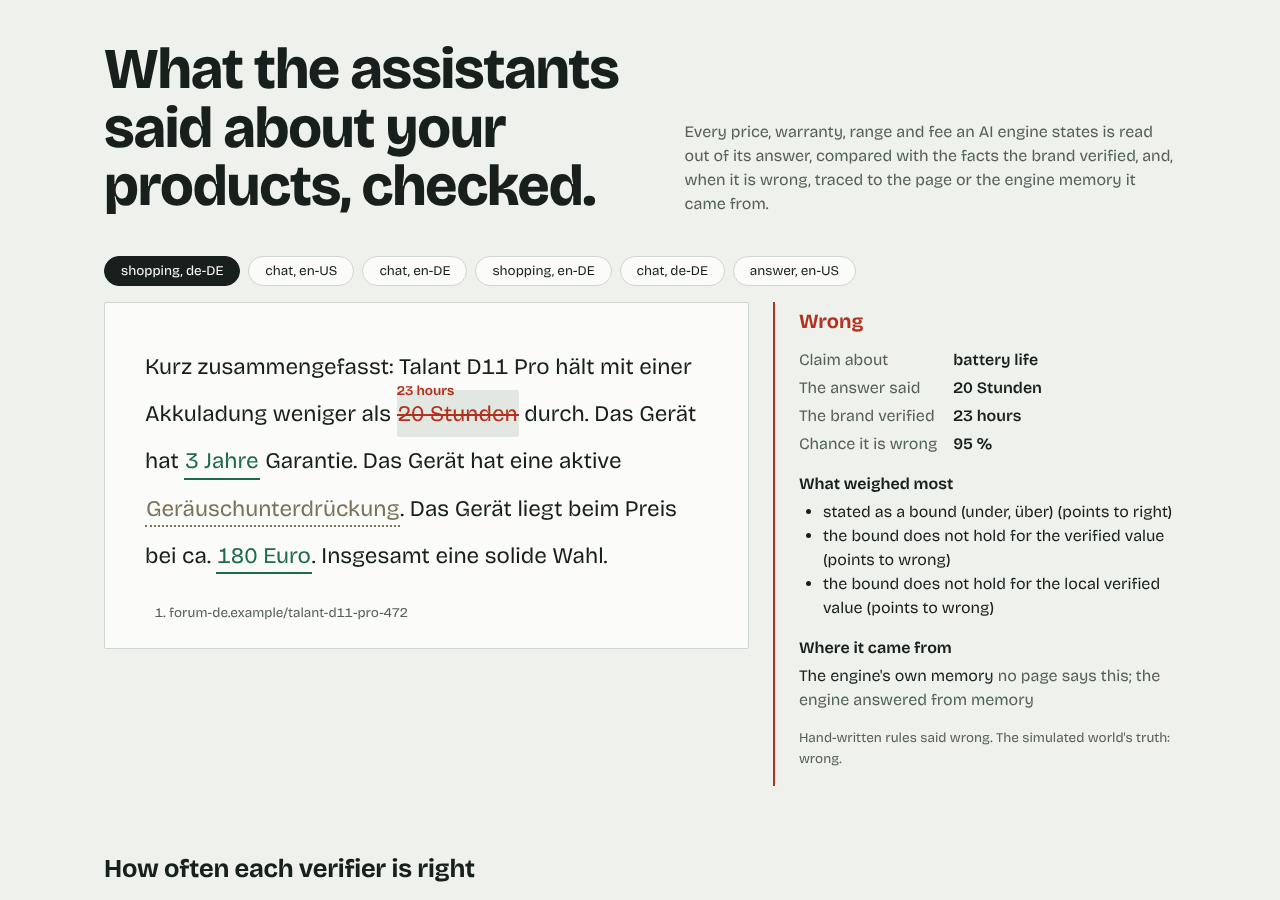 What the assistants
said about your
products, checked.
Every price, warranty, range and fee an AI engine states is read
out of its answer, compared with the facts the brand verified, and,
when it is wrong, traced to the page or the engine memory it
came from.
shopping, de-DE
chat, en-US
chat, en-DE
shopping, en-DE
chat, de-DE
answer, en-US
Kurz zusammengefasst: Talant D11 Pro hält mit einer
23 hours
Akkuladung weniger als 20 Stunden durch. Das Gerät
hat 3 Jahre Garantie. Das Gerät hat eine aktive
Geräuschunterdrückung. Das Gerät liegt beim Preis
bei ca. 180 Euro. Insgesamt eine solide Wahl.
1. forum-de.example/talant-d11-pro-472
Wrong
Claim about battery life
The answer said 20 Stunden
The brand verified 23 hours
Chance it is wrong 95 %
What weighed most
• stated as a bound (under, über) (points to right)
• the bound does not hold for the verified value
(points to wrong)
• the bound does not hold for the local verified
value (points to wrong)
Where it came from
The engine's own memory no page says this; the
engine answered from memory
Hand-written rules said wrong. The simulated world's truth:
wrong.
How often each verifier is right